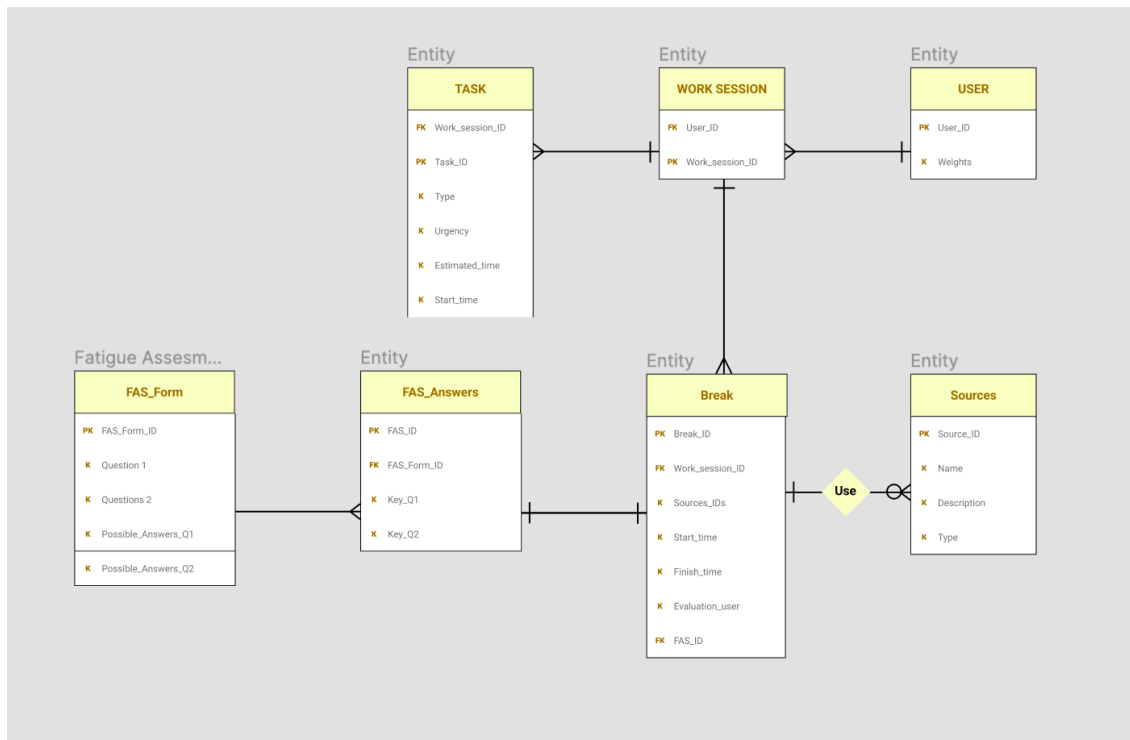 Entity
TASK
FK Work_session_ID
PK Task_ID
K Type
K Urgency
K Estimated_time
K Start_time
Entity
WORK SESSION
FK User_ID
PK Work_session_ID
Entity
USER
PK User_ID
K Weights
Fatigue Assesm...
FAS_Form
PK FAS_Form_ID
K Question 1
K Questions 2
K Possible_Answers_Q1
K Possible_Answers_Q2
Entity
FAS_Answers
PK FAS_ID
FK FAS_Form_ID
K Key_Q1
K Key_Q2
Entity
Break
PK Break_ID
FK Work_session_ID
K Sources_IDs
K Start_time
K Finish_time
K Evaluation_user
FK FAS_ID
Use
Entity
Sources
PK Source_ID
K Name
K Description
K Type